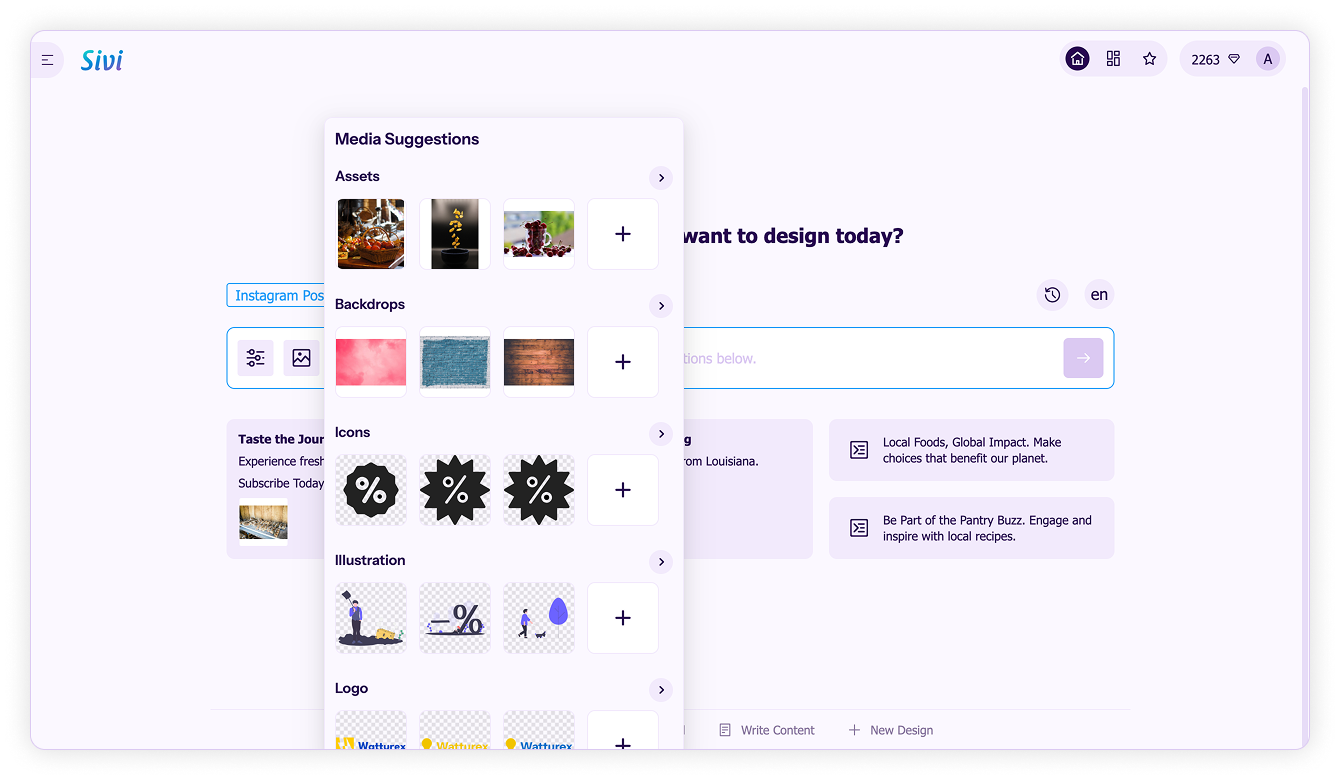 Sivi
2263
A
Media Suggestions
Assets
want to design today?
Backdrops
Instagram Pos
en
tions below.
Icons
Taste the Jour
Experience fresh
Subscribe Today
g
rom Louisiana.
Local Foods, Global Impact. Make
choices that benefit our planet.
Be Part of the Pantry Buzz. Engage and
inspire with local recipes.
%
%
%
Illustration
–%
Logo
Watturex
Watturex
Watturex
Write Content
New Design